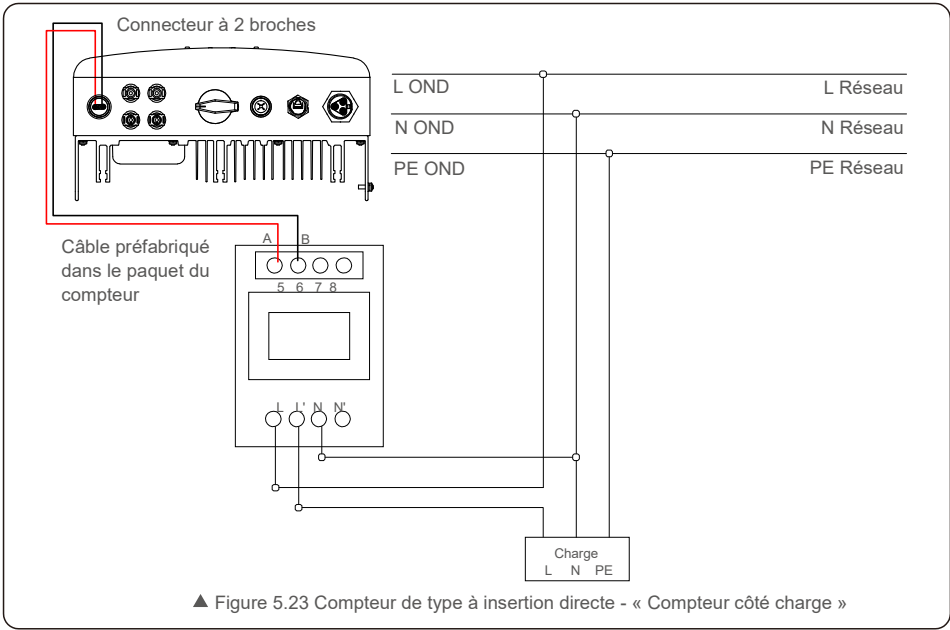 Connecteur à 2 broches
L OND
L Réseau
N OND
N Réseau
PE OND
PE Réseau
Câble préfabriqué
dans le paquet du
compteur
A B
5 6 7 8
L L' N N'
Charge
L N PE
▲ Figure 5.23 Compteur de type à insertion directe - « Compteur côté charge »